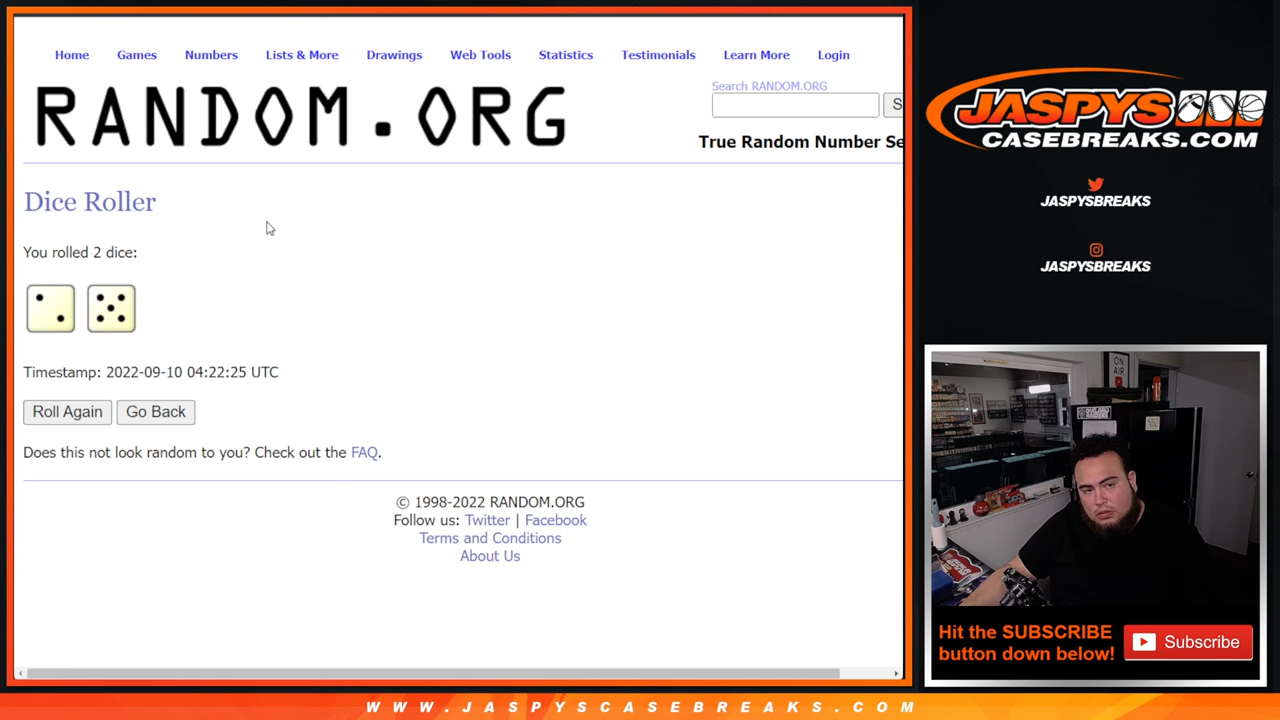 Home Games Numbers Lists & More Drawings Web Tools Statistics Testimonials Learn More Login
RANDOM.ORG
Search RANDOM.ORG
S
True Random Number Se
Dice Roller
You rolled 2 dice:
Timestamp: 2022-09-10 04:22:25 UTC
Roll Again Go Back
Does this not look random to you? Check out the FAQ.
© 1998-2022 RANDOM.ORG
Follow us: Twitter | Facebook
Terms and Conditions
About Us
JASPYS
CASEBREAKS.COM
JASPYSBREAKS
JASPYSBREAKS
ON
AIR
Hit the SUBSCRIBE
button down below!
Subscribe
WWW.JASPYSCASEBREAKS.COM